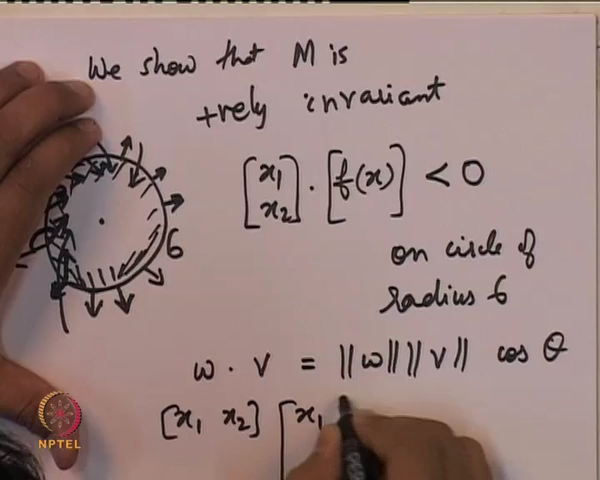 We show that M is
+vely invariant
[x₁ x₂] · [f(x)] < 0
6
on circle of
radius 6
w · v = ||w|| ||v|| cos θ
[x₁ x₂] [x₁
NPTEL